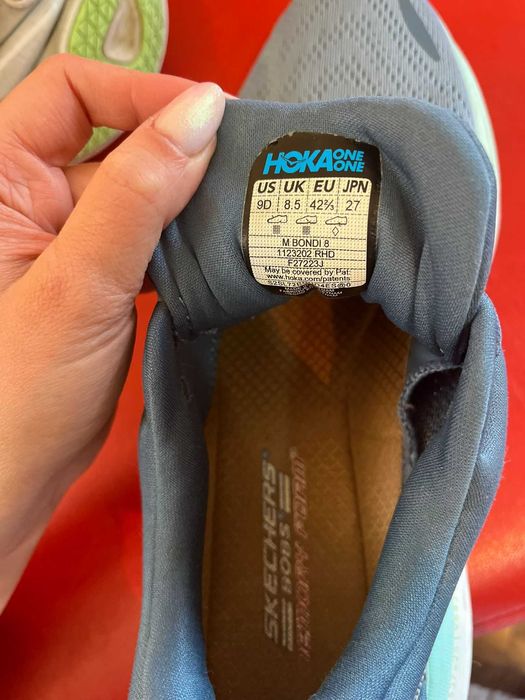 HOKA ONE ONE
US UK EU JPN
9D 8.5 42⅔ 27
M BONDI 8
1123202 RHD
F27223J
May be covered by Pat:
www.hoka.com/patents
SKECHERS
BOBS